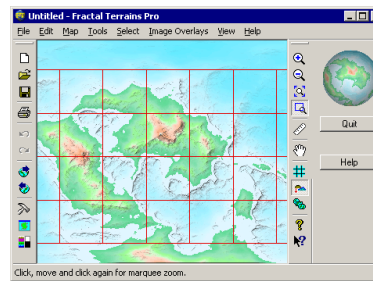 Untitled - Fractal Terrains Pro
File Edit Map Tools Select Image Overlays View Help
Quit
Help
Click, move and click again for marquee zoom.